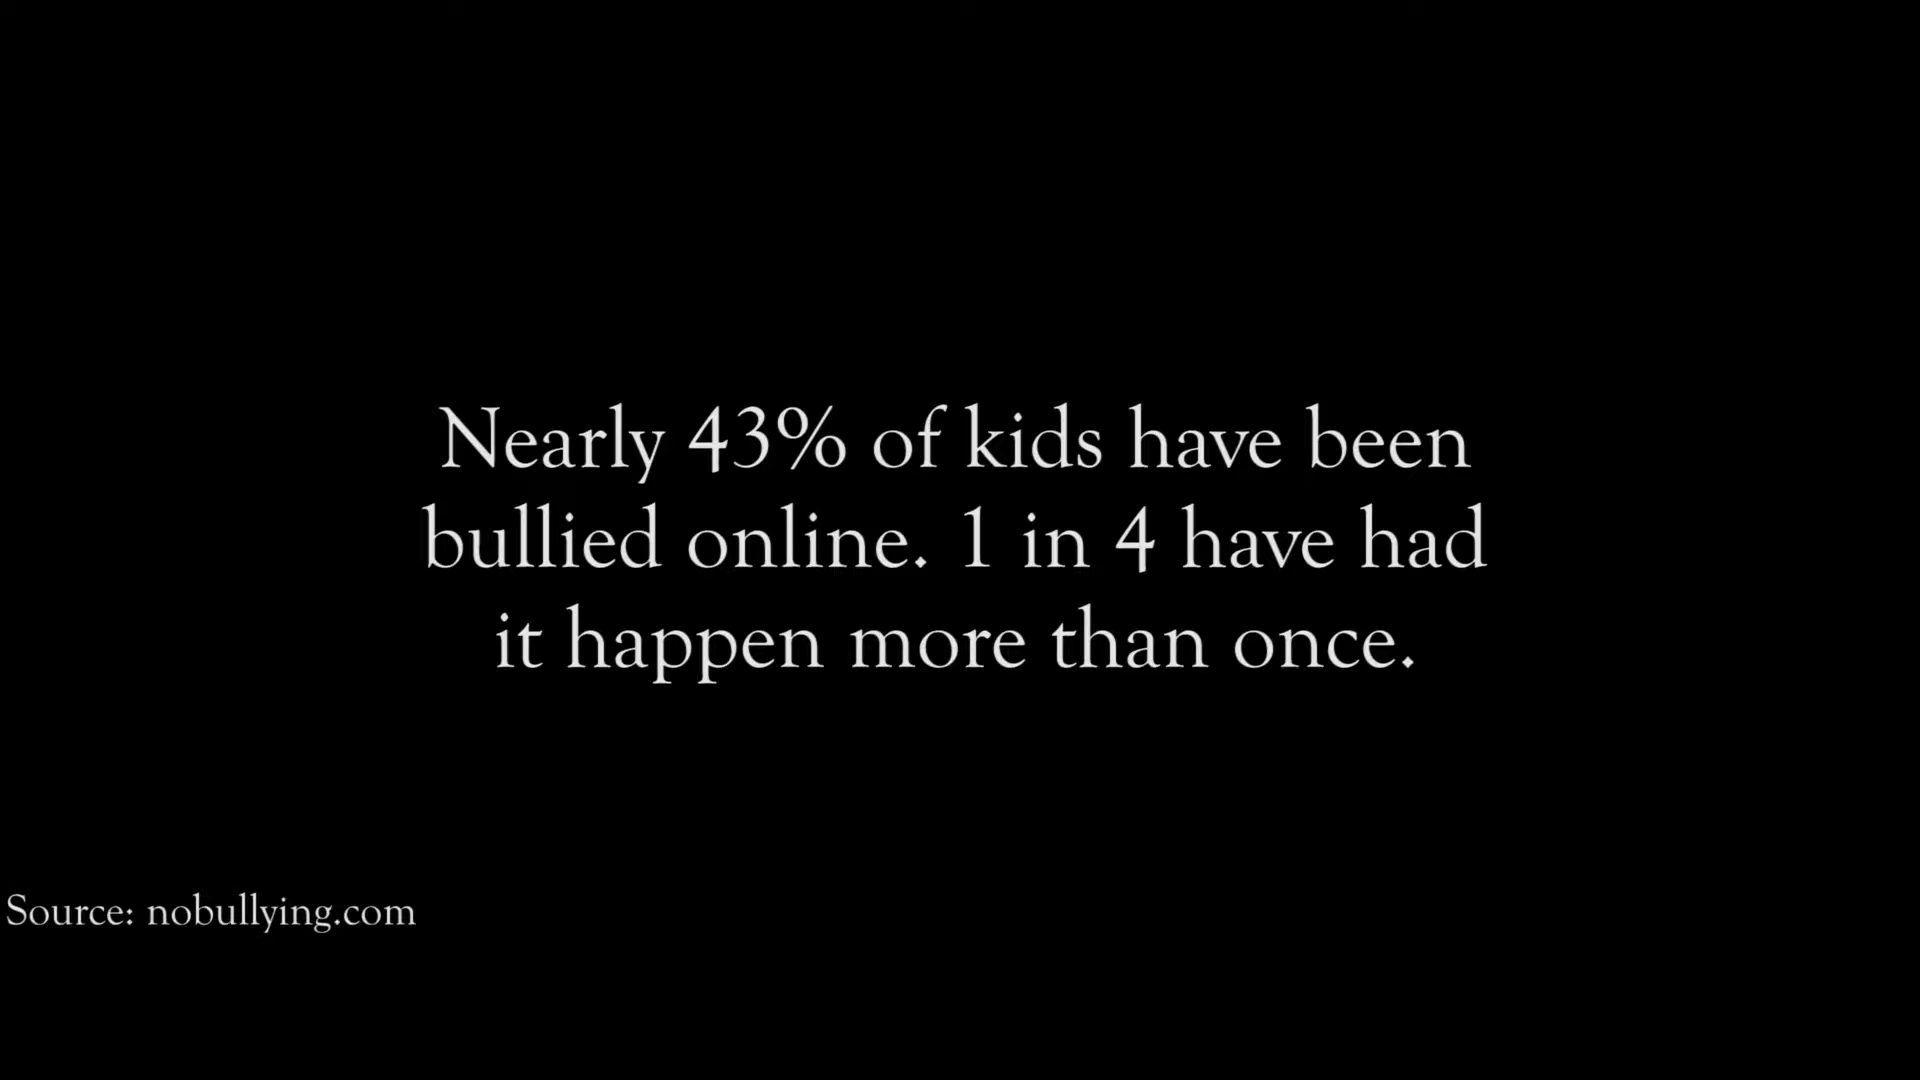 Nearly 43% of kids have been
bullied online. 1 in 4 have had
it happen more than once.
Source: nobullying.com